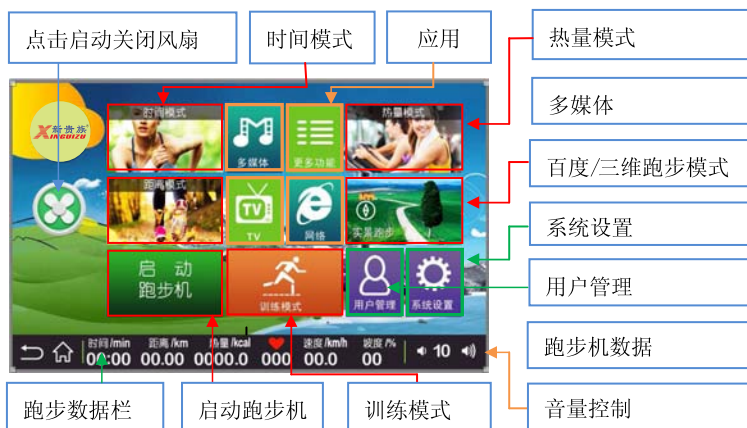 点击启动关闭风扇
时间模式
应用
热量模式
多媒体
百度/三维跑步模式
系统设置
用户管理
跑步机数据
音量控制
新贵族
XINGUIZU
时间模式
多媒体
更多功能
热量模式
距离模式
TV
TV
网络
实景跑步
启 动
跑步机
训练模式
用户管理
系统设置
时间/min 距离/km 热量/kcal 速度/km/h 坡度/%
00:00 00.00 0000.0 000 00.0 00 10
跑步数据栏
启动跑步机
训练模式